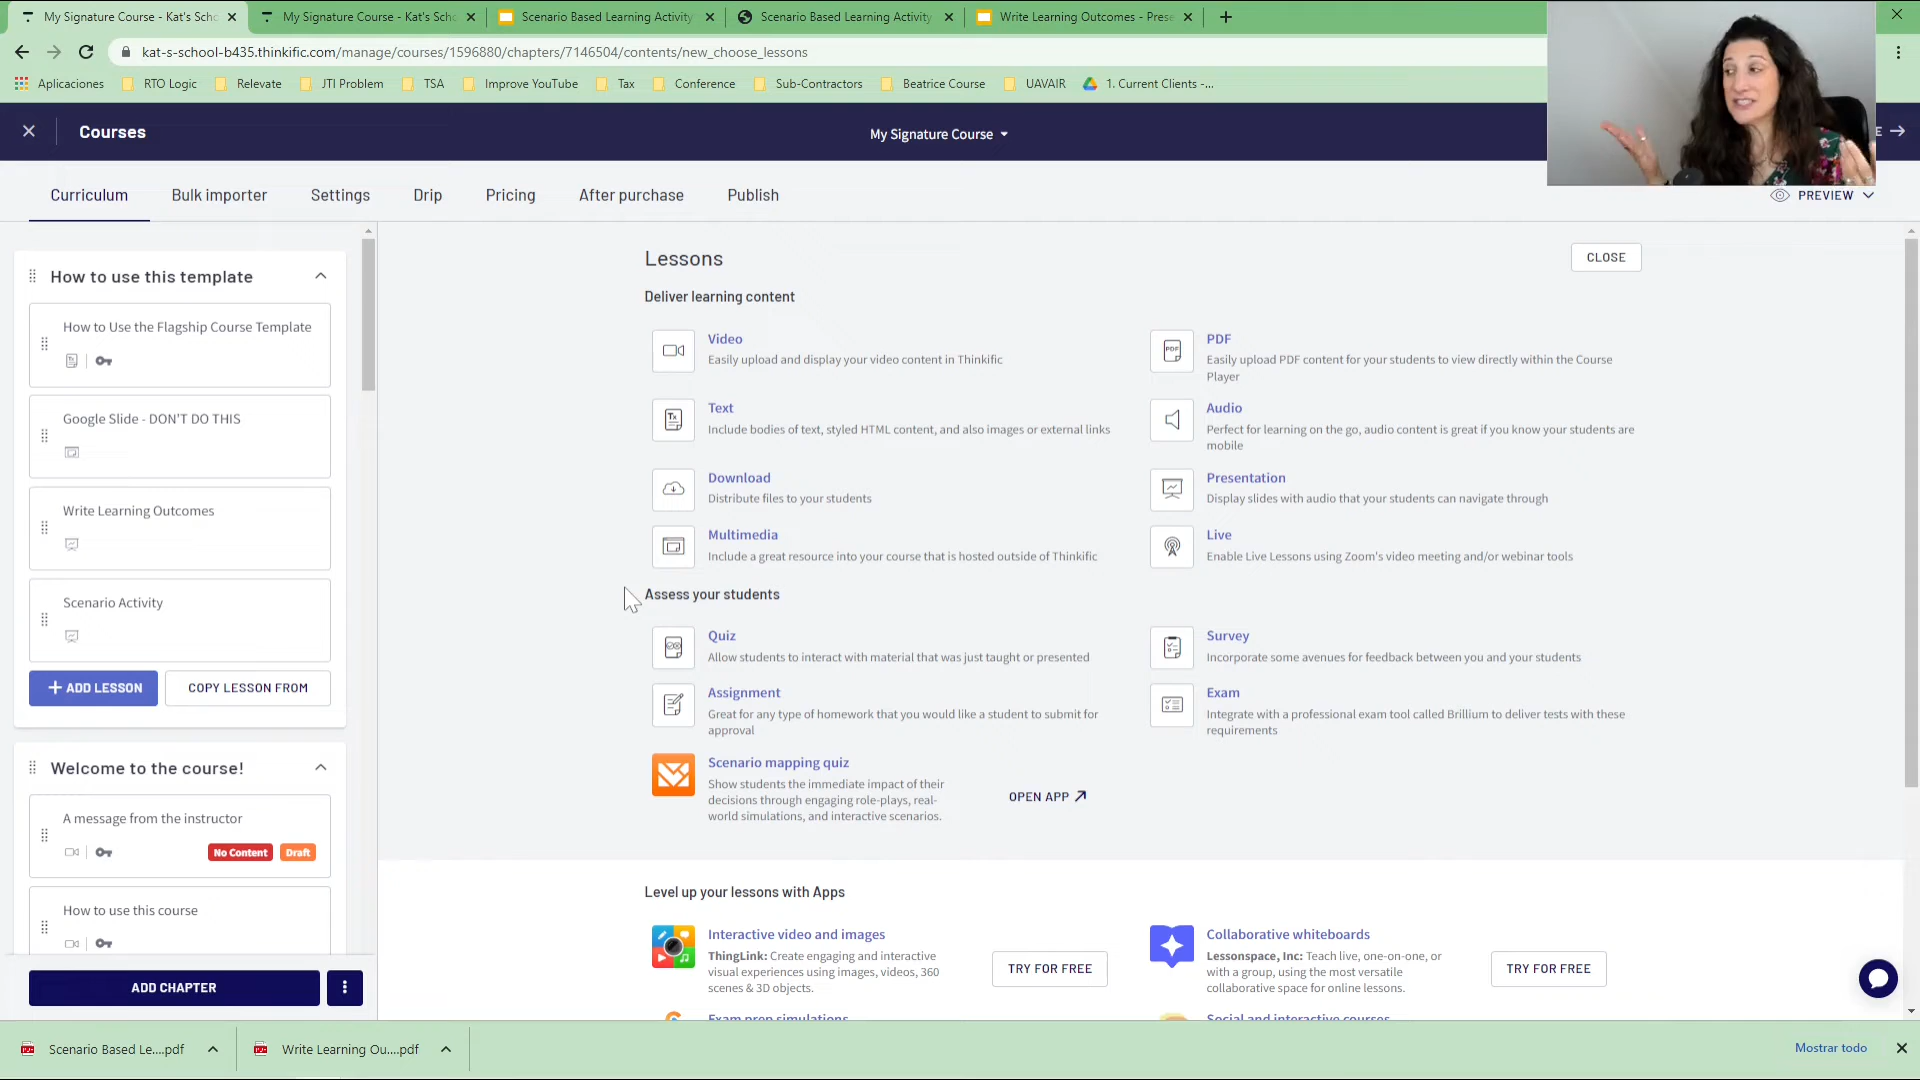 My Signature Course - Kat's Scho
My Signature Course - Kat's Scho
Scenario Based Learning Activity
Scenario Based Learning Activity
Write Learning Outcomes - Prese
kat-s-school-b435.thinkific.com/manage/courses/1596880/chapters/7146504/contents/new_choose_lessons
Aplicaciones RTO Logic Relevate JTI Problem TSA Improve YouTube Tax Conference Sub-Contractors Beatrice Course UAVAIR 1. Current Clients -...
Courses
My Signature Course
E
Curriculum Bulk importer Settings Drip Pricing After purchase Publish
PREVIEW
How to use this template
How to Use the Flagship Course Template
Google Slide - DON'T DO THIS
Write Learning Outcomes
Scenario Activity
+ ADD LESSON
COPY LESSON FROM
Welcome to the course!
A message from the instructor
No Content Draft
How to use this course
ADD CHAPTER
Lessons
CLOSE
Deliver learning content
Video
Easily upload and display your video content in Thinkific
PDF
Easily upload PDF content for your students to view directly within the Course
Player
Text
Include bodies of text, styled HTML content, and also images or external links
Audio
Perfect for learning on the go, audio content is great if you know your students are
mobile
Download
Distribute files to your students
Presentation
Display slides with audio that your students can navigate through
Multimedia
Include a great resource into your course that is hosted outside of Thinkific
Live
Enable Live Lessons using Zoom's video meeting and/or webinar tools
Assess your students
Quiz
Allow students to interact with material that was just taught or presented
Survey
Incorporate some avenues for feedback between you and your students
Assignment
Great for any type of homework that you would like a student to submit for
approval
Exam
Integrate with a professional exam tool called Brillium to deliver tests with these
requirements
Scenario mapping quiz
Show students the immediate impact of their
decisions through engaging role-plays, real-
world simulations, and interactive scenarios.
OPEN APP
Level up your lessons with Apps
Interactive video and images
ThingLink: Create engaging and interactive
visual experiences using images, videos, 360
scenes & 3D objects.
TRY FOR FREE
Collaborative whiteboards
Lessonspace, Inc: Teach live, one-on-one, or
with a group, using the most versatile
collaborative space for online lessons.
TRY FOR FREE
Exam prep simulations
Social and interactive courses
Scenario Based Le....pdf
Write Learning Ou....pdf
Mostrar todo